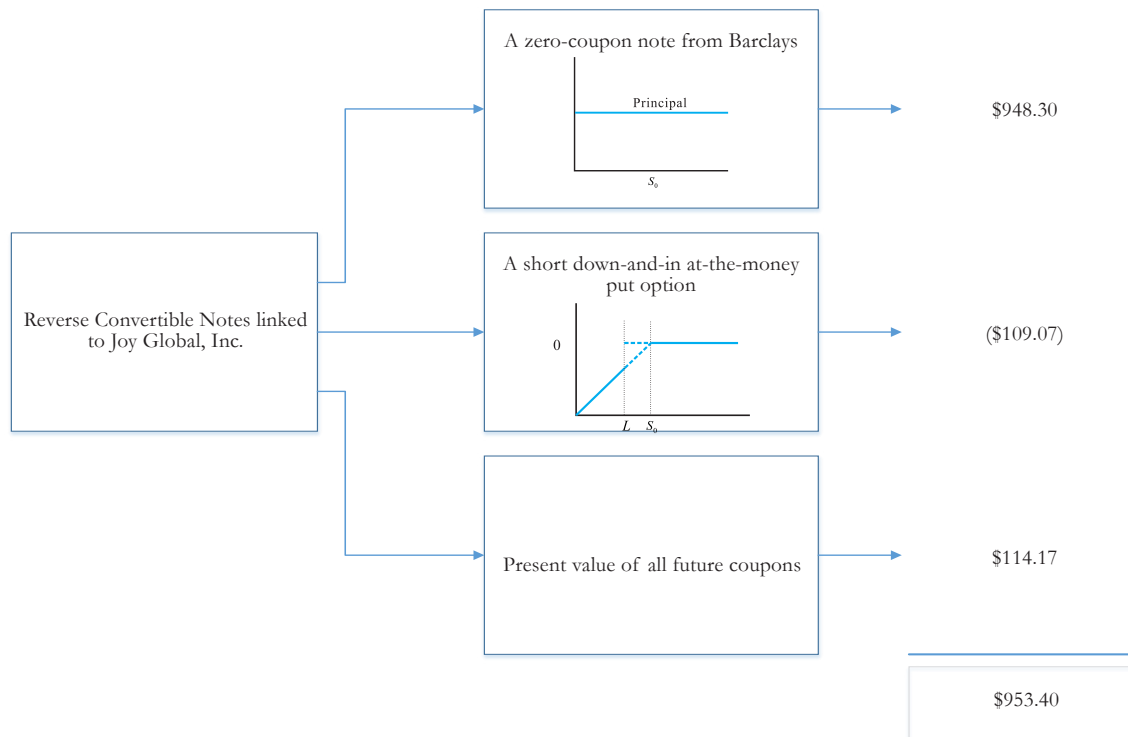 A zero-coupon note from Barclays
Principal
S₀
$948.30
Reverse Convertible Notes linked
to Joy Global, Inc.
A short down-and-in at-the-money
put option
0
L S₀
($109.07)
Present value of all future coupons
$114.17
$953.40